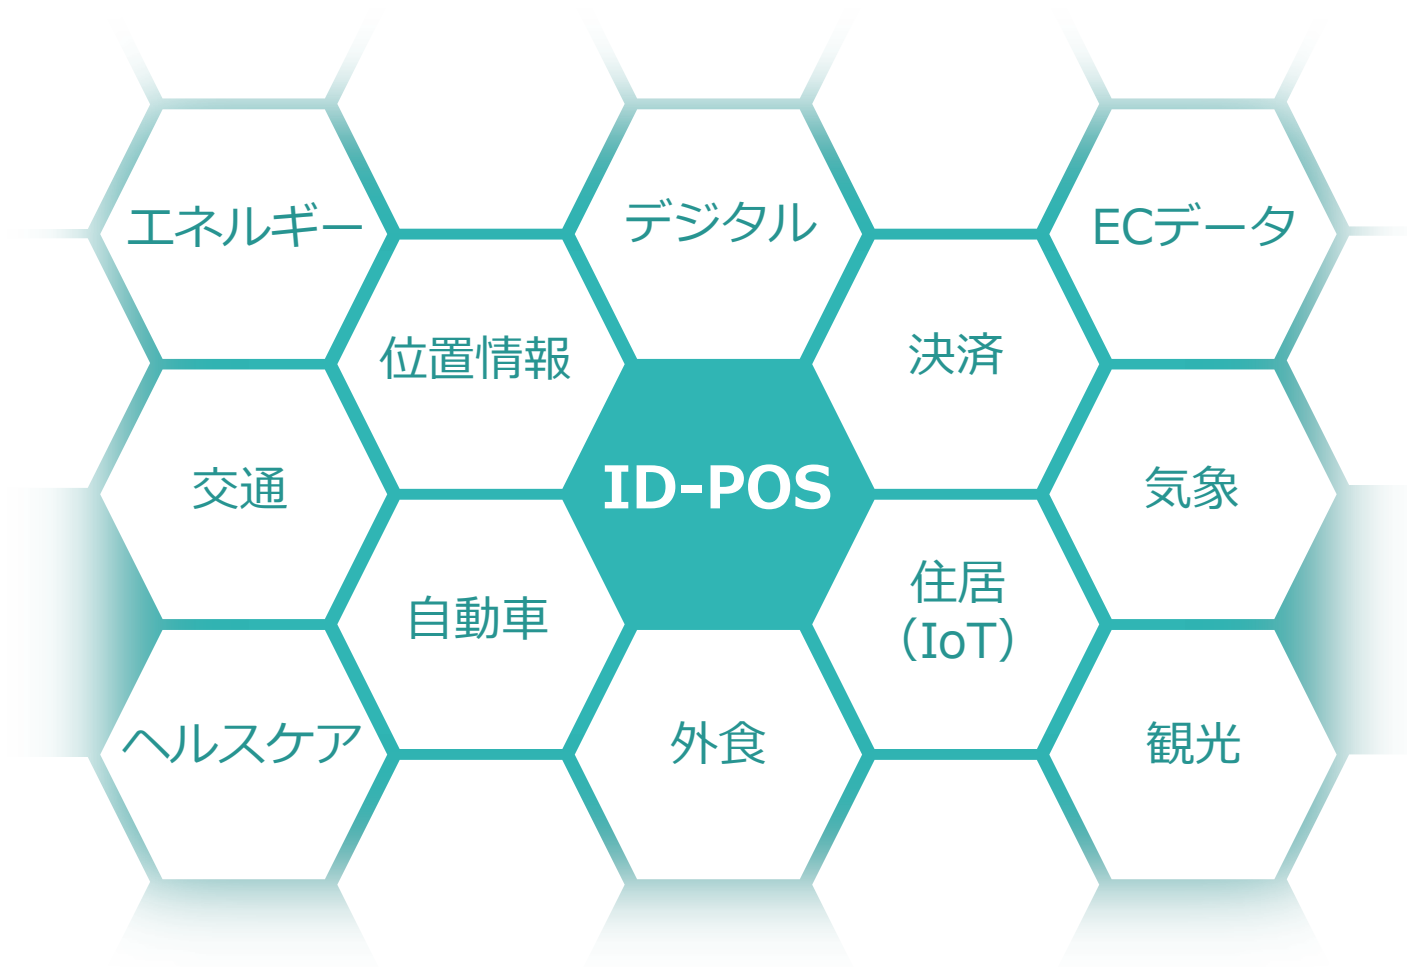 エネルギー
デジタル
ECデータ
位置情報
決済
交通
ID-POS
気象
自動車
住居
（IoT）
ヘルスケア
外食
観光